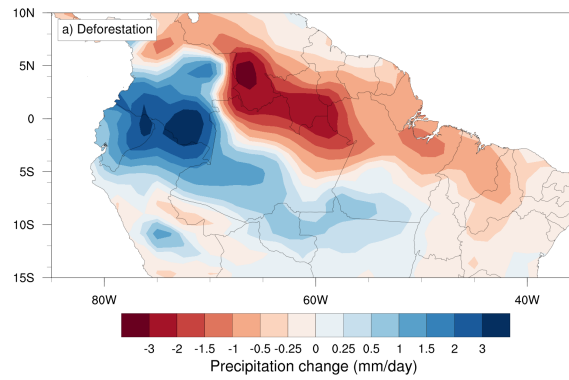 10N
a) Deforestation
5N
0
5S
10S
15S
80W 60W 40W
-3 -2 -1.5 -1 -0.5 -0.25 0 0.25 0.5 1 1.5 2 3
Precipitation change (mm/day)